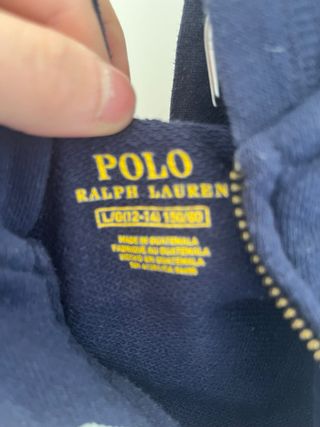 POLO
RALPH LAUREN
L/G(12-14) 150/80
MADE IN GUATEMALA
FABRIQUÉ AU GUATEMALA
HECHO EN GUATEMALA